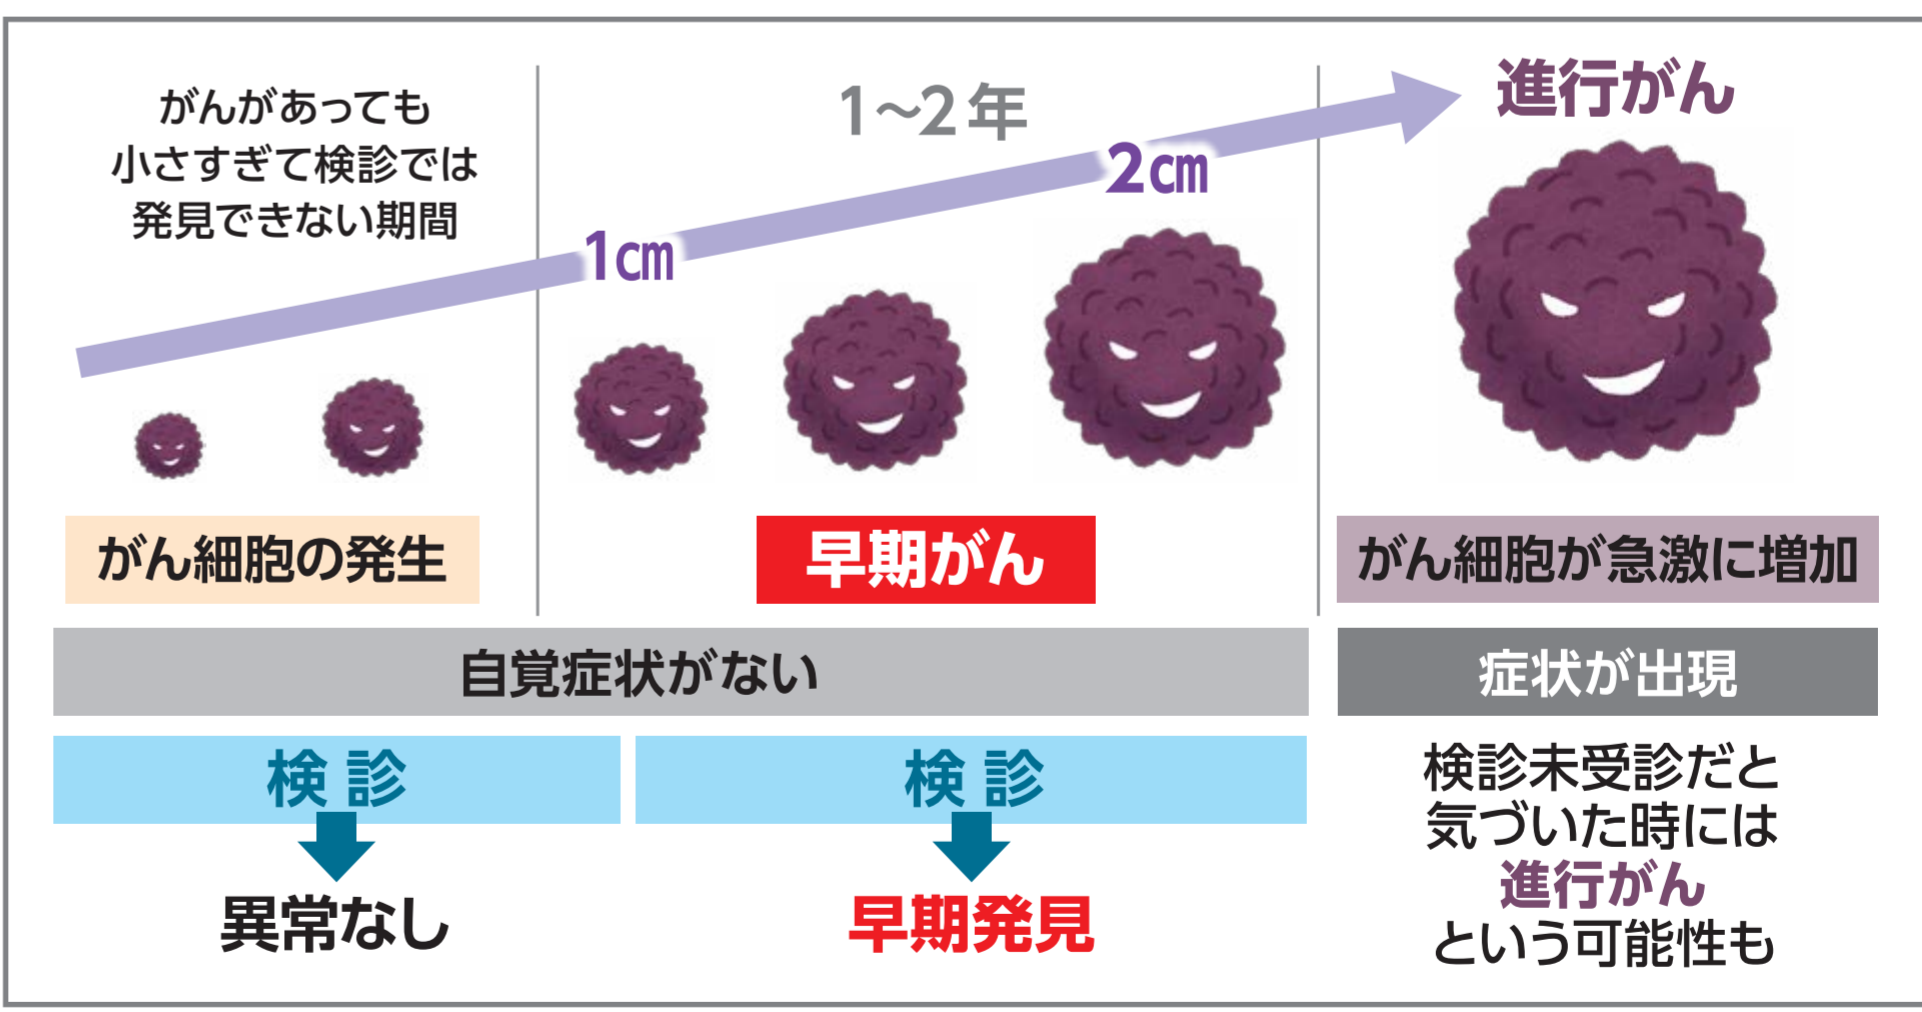 がんがあっても
小さすぎて検診では
発見できない期間
1〜2年
進行がん
1cm
2cm
がん細胞の発生
早期がん
がん細胞が急激に増加
自覚症状がない
症状が出現
検診
検診
異常なし
早期発見
検診未受診だと
気づいた時には
進行がん
という可能性も